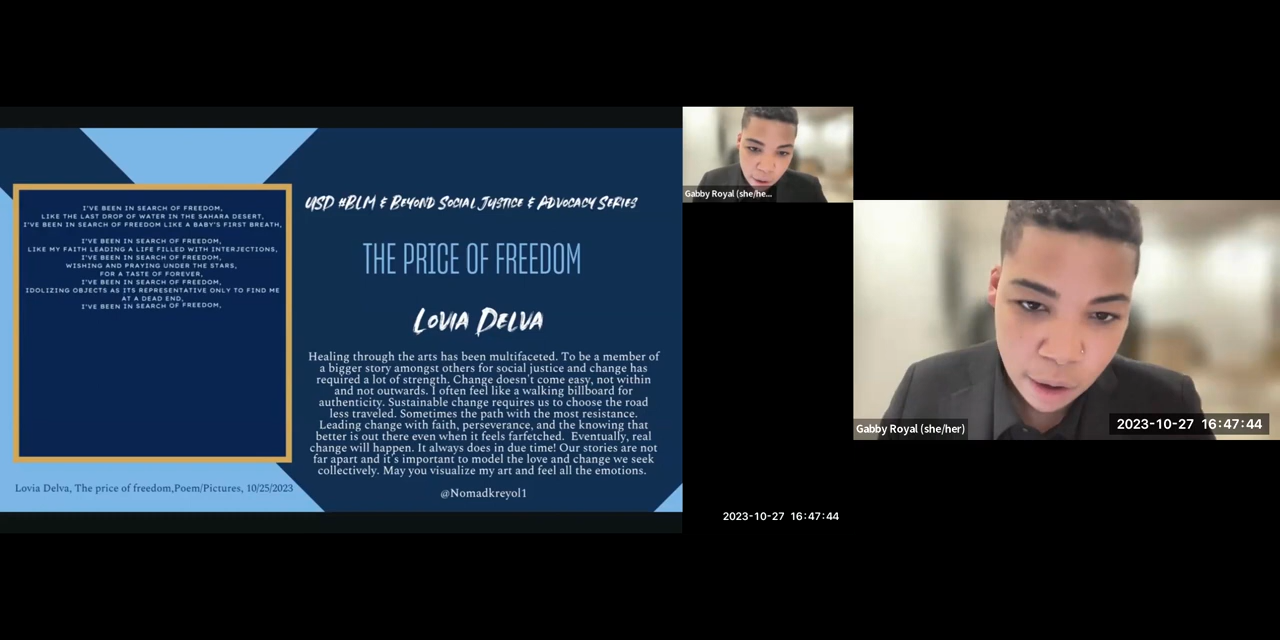 I'VE BEEN IN SEARCH OF FREEDOM,
LIKE THE LAST DROP OF WATER IN THE SAHARA DESERT,
I'VE BEEN IN SEARCH OF FREEDOM LIKE A BABY'S FIRST BREATH,
I'VE BEEN IN SEARCH OF FREEDOM,
LIKE MY FAITH LEADING A LIFE FILLED WITH INTERJECTIONS,
I'VE BEEN IN SEARCH OF FREEDOM,
WISHING AND PRAYING UNDER THE STARS,
FOR A TASTE OF FOREVER,
I'VE BEEN IN SEARCH OF FREEDOM,
IDOLIZING OBJECTS AS ITS REPRESENTATIVE ONLY TO FIND ME
AT A DEAD END,
I'VE BEEN IN SEARCH OF FREEDOM,
Lovia Delva, The price of freedom,Poem/Pictures, 10/25/2023
USD #BLM & BEYOND SOCIAL JUSTICE & ADVOCACY SERIES
THE PRICE OF FREEDOM
LOVIA DELVA
Healing through the arts has been multifaceted. To be a member of
a bigger story amongst others for social justice and change has
required a lot of strength. Change doesn't come easy, not within
and not outwards. I often feel like a walking billboard for
authenticity. Sustainable change requires us to choose the road
less traveled. Sometimes the path with the most resistance.
Leading change with faith, perseverance, and the knowing that
better is out there even when it feels farfetched. Eventually, real
change will happen. It always does in due time! Our stories are not
far apart and it's important to model the love and change we seek
collectively. May you visualize my art and feel all the emotions.
@Nomadkreyol1
Gabby Royal (she/he...
2023-10-27 16:47:44
Gabby Royal (she/her)
2023-10-27 16:47:44